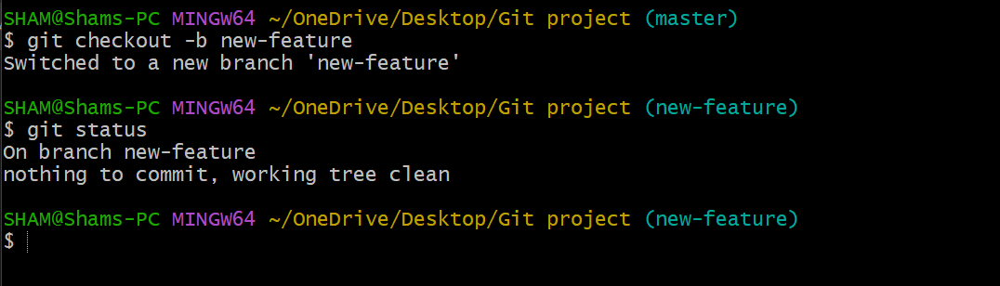 SHAM@Shams-PC MINGW64 ~/OneDrive/Desktop/Git project (master)
$ git checkout -b new-feature
Switched to a new branch 'new-feature'
SHAM@Shams-PC MINGW64 ~/OneDrive/Desktop/Git project (new-feature)
$ git status
On branch new-feature
nothing to commit, working tree clean
SHAM@Shams-PC MINGW64 ~/OneDrive/Desktop/Git project (new-feature)
$